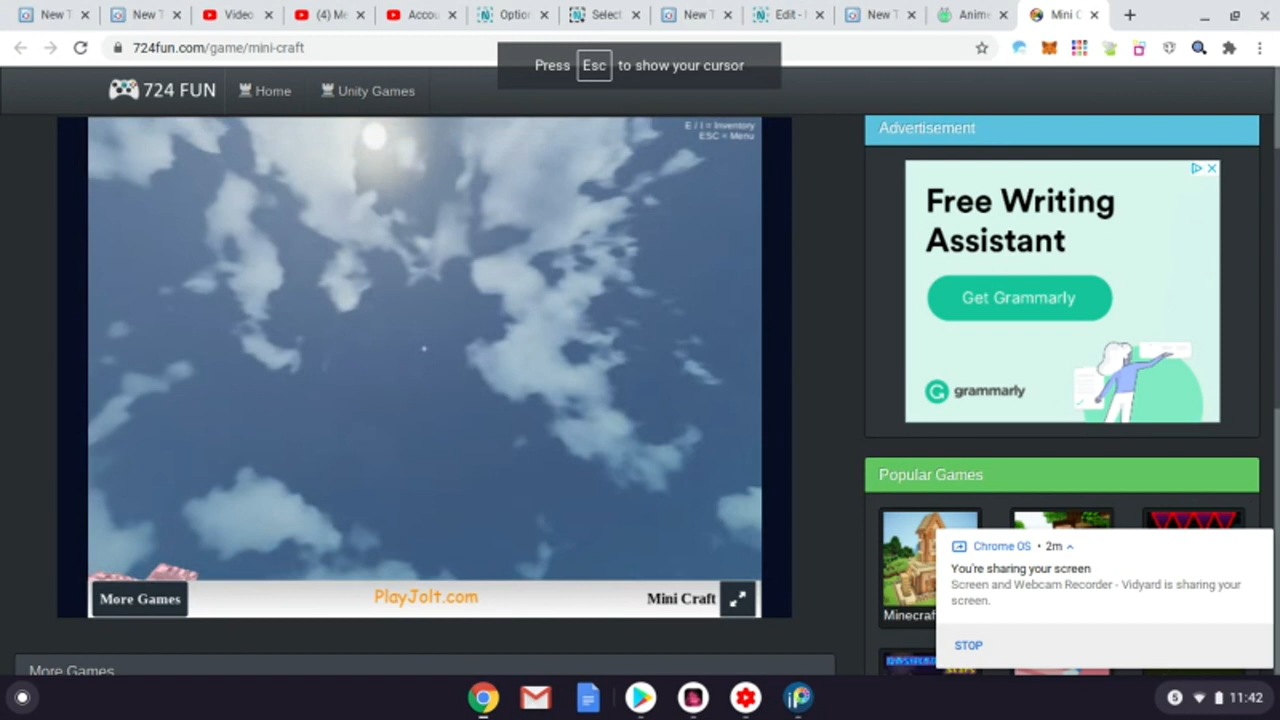 New T
New T
Video
(4) Me
Accou
Option
Select
New T
Edit -
New T
Anime
Mini C
724fun.com/game/mini-craft
Press Esc to show your cursor
724 FUN
Home
Unity Games
E / I = Inventory
ESC = Menu
Advertisement
Free Writing
Assistant
Get Grammarly
grammarly
Popular Games
Minecraf
Chrome OS • 2m
You're sharing your screen
Screen and Webcam Recorder - Vidyard is sharing your
screen.
STOP
More Games
PlayJolt.com
Mini Craft
More Games
5
11:42